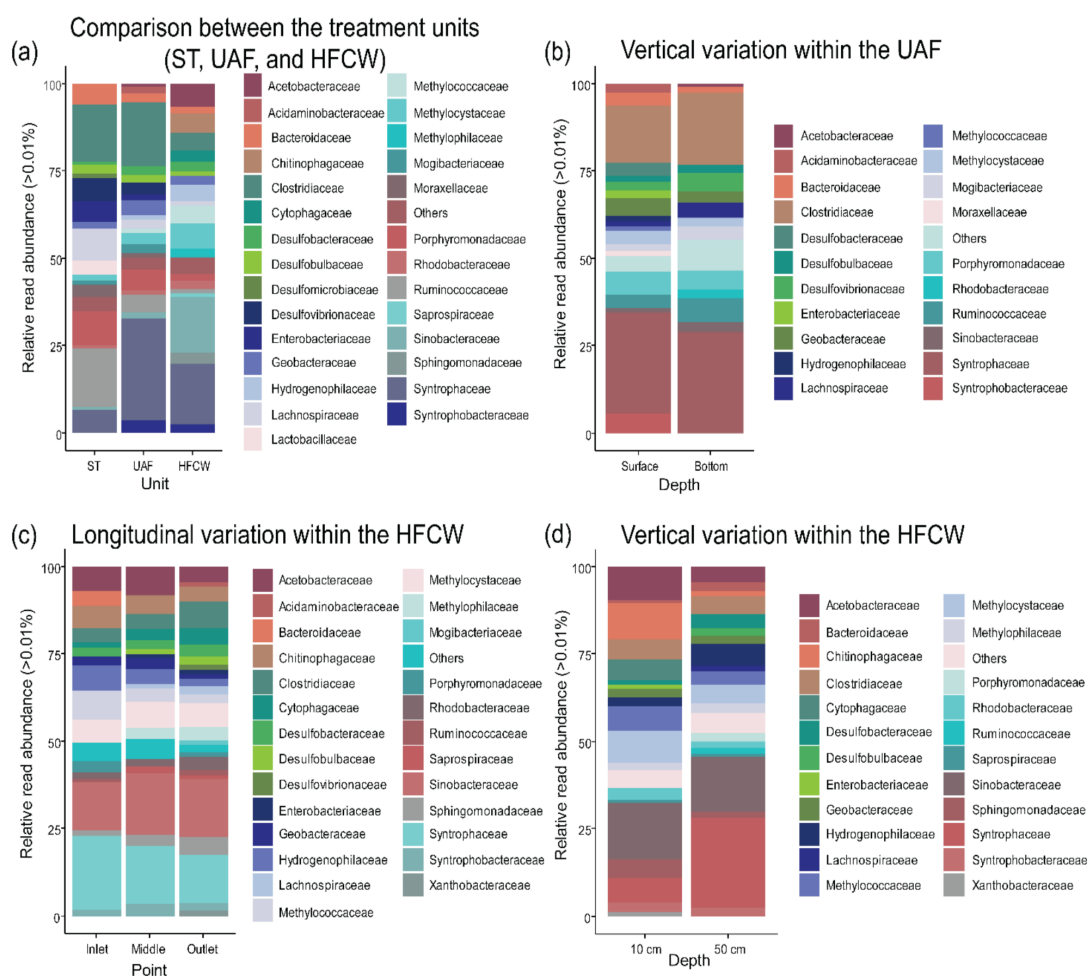 Comparison between the treatment units
(ST, UAF, and HFCW)
(a)
Relative read abundance (>0.01%)
100
75
50
25
0
ST
UAF
HFCW
Unit
Acetobacteraceae
Acidaminobacteraceae
Bacteroidaceae
Chitinophagaceae
Clostridiaceae
Cytophagaceae
Desulfobacteraceae
Desulfobulbaceae
Desulfomicrobiaceae
Desulfovibrionaceae
Enterobacteriaceae
Geobacteraceae
Hydrogenophilaceae
Lachnospiraceae
Lactobacillaceae
Methylococcaceae
Methylocystaceae
Methylophilaceae
Mogibacteriaceae
Moraxellaceae
Others
Porphyromonadaceae
Rhodobacteraceae
Ruminococcaceae
Saprospiraceae
Sinobacteraceae
Sphingomonadaceae
Syntrophaceae
Syntrophobacteraceae
(b)
Vertical variation within the UAF
Relative read abundance (>0.01%)
100
75
50
25
0
Surface
Bottom
Depth
Acetobacteraceae
Acidaminobacteraceae
Bacteroidaceae
Clostridiaceae
Desulfobacteraceae
Desulfobulbaceae
Desulfovibrionaceae
Enterobacteriaceae
Geobacteraceae
Hydrogenophilaceae
Lachnospiraceae
Methylococcaceae
Methylocystaceae
Mogibacteriaceae
Moraxellaceae
Others
Porphyromonadaceae
Rhodobacteraceae
Ruminococcaceae
Sinobacteraceae
Syntrophaceae
Syntrophobacteraceae
(c)
Longitudinal variation within the HFCW
Relative read abundance (>0.01%)
100
75
50
25
0
Inlet
Middle
Outlet
Point
Acetobacteraceae
Acidaminobacteraceae
Bacteroidaceae
Chitinophagaceae
Clostridiaceae
Cytophagaceae
Desulfobacteraceae
Desulfobulbaceae
Desulfovibrionaceae
Enterobacteriaceae
Geobacteraceae
Hydrogenophilaceae
Lachnospiraceae
Methylococcaceae
Methylocystaceae
Methylophilaceae
Mogibacteriaceae
Others
Porphyromonadaceae
Rhodobacteraceae
Ruminococcaceae
Saprospiraceae
Sinobacteraceae
Sphingomonadaceae
Syntrophaceae
Syntrophobacteraceae
Xanthobacteraceae
(d)
Vertical variation within the HFCW
Relative read abundance (>0.01%)
100
75
50
25
0
10 cm
50 cm
Depth
Acetobacteraceae
Bacteroidaceae
Chitinophagaceae
Clostridiaceae
Cytophagaceae
Desulfobacteraceae
Desulfobulbaceae
Enterobacteriaceae
Geobacteraceae
Hydrogenophilaceae
Lachnospiraceae
Methylococcaceae
Methylocystaceae
Methylophilaceae
Others
Porphyromonadaceae
Rhodobacteraceae
Ruminococcaceae
Saprospiraceae
Sinobacteraceae
Sphingomonadaceae
Syntrophaceae
Syntrophobacteraceae
Xanthobacteraceae